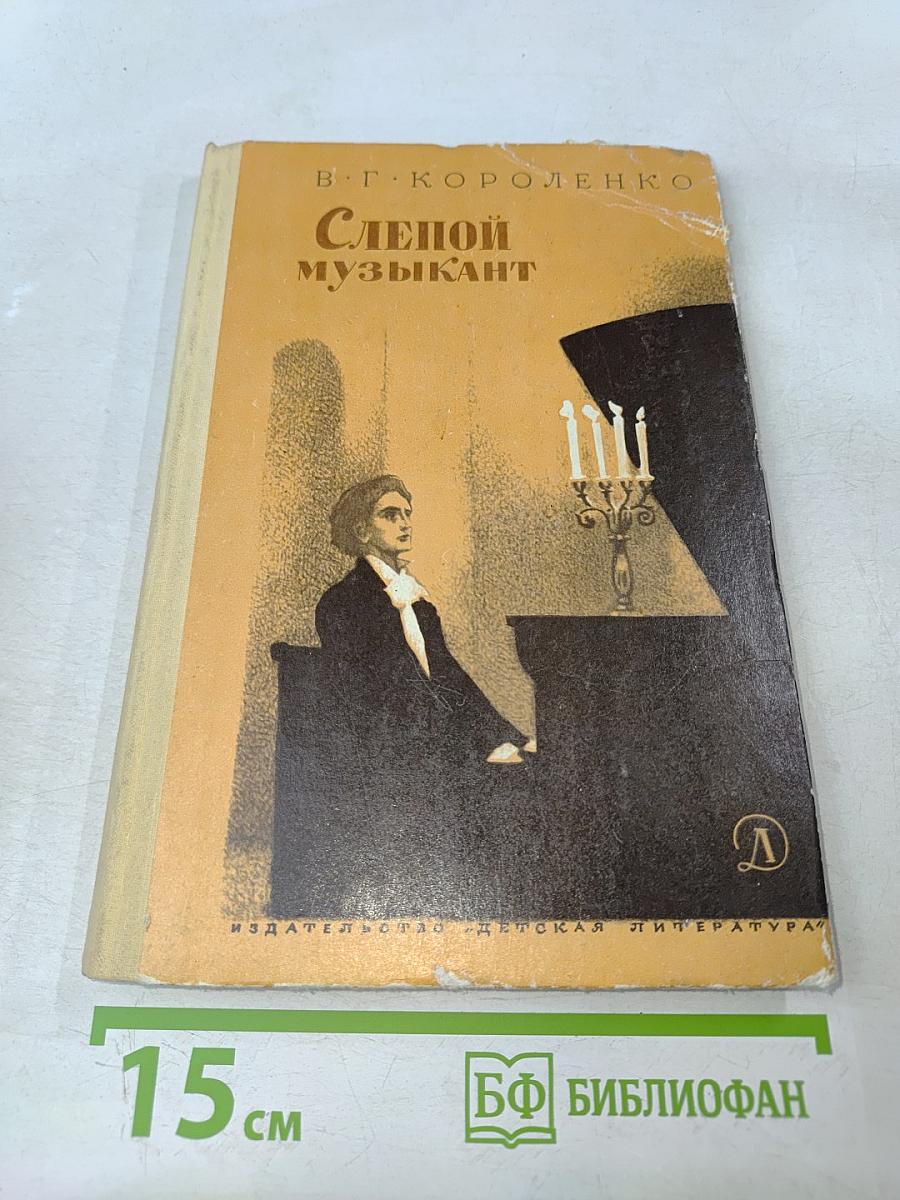 В·Г·КОРОЛЕНКО
Слепой
музыкант
Д
ИЗДАТЕЛЬСТВО „ДЕТСКАЯ ЛИТЕРАТУРА“
15 см
БФ БИБЛИОФАН